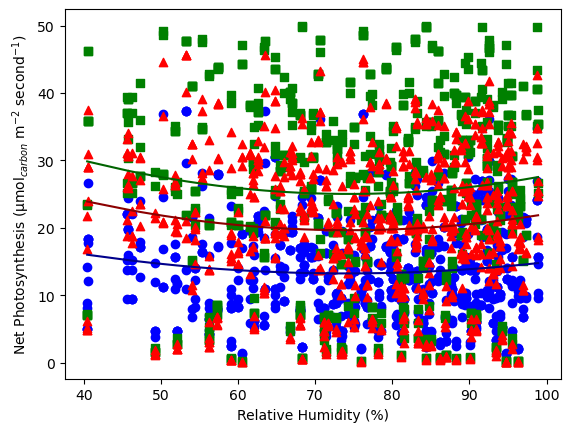 50
40
30
20
10
0
Net Photosynthesis (µmol$_{carbon}$ m$^{-2}$ second$^{-1}$)
40 50 60 70 80 90 100
Relative Humidity (%)